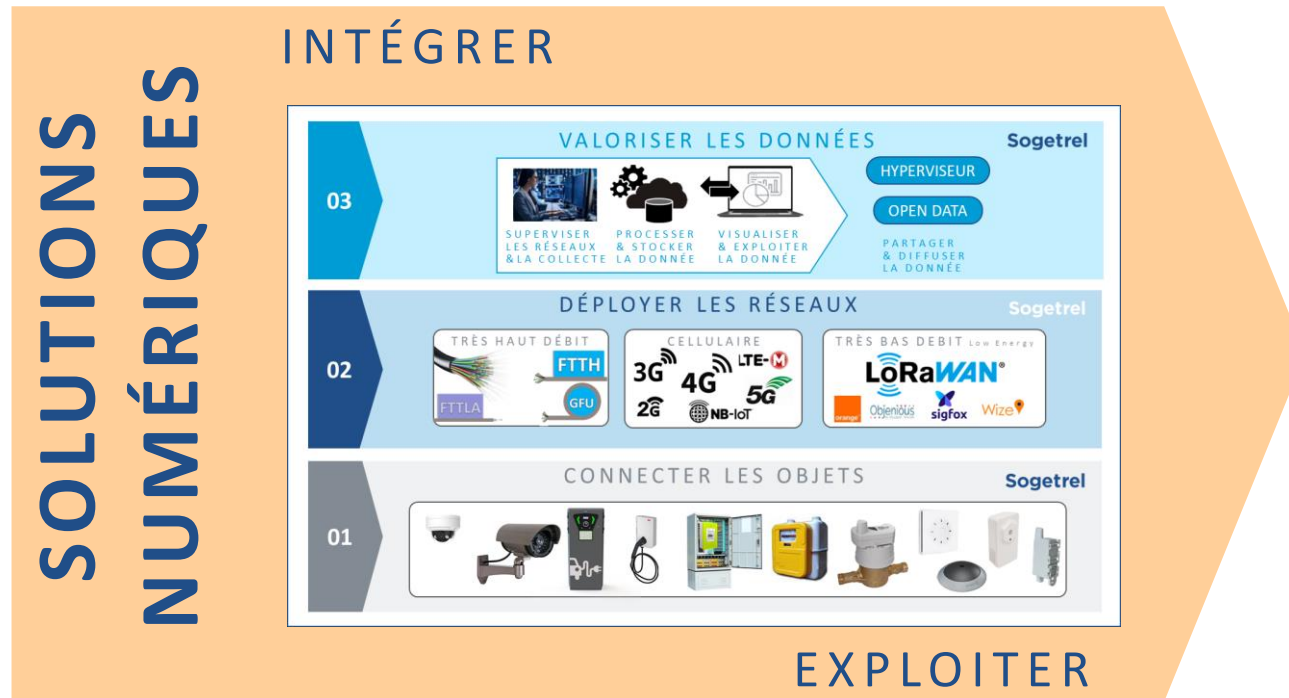 SOLUTIONS
NUMÉRIQUES
INTÉGRER
03
VALORISER LES DONNÉES
Sogetrel
SUPERVISER
LES RÉSEAUX
&LA COLLECTE
PROCESSER
& STOCKER
LA DONNÉE
VISUALISER
& EXPLOITER
LA DONNÉE
HYPERVISEUR
OPEN DATA
PARTAGER
& DIFFUSER
LA DONNÉE
02
DÉPLOYER LES RÉSEAUX
Sogetrel
TRÈS HAUT DÉBIT
FTTH
FTTLA
GFU
CELLULAIRE
3G
4G
LTE-M
2G
NB-IoT
5G
TRÈS BAS DEBIT Low Energy
LoRaWAN®
orange
Objenious
sigfox
Wize
01
CONNECTER LES OBJETS
Sogetrel
EXPLOITER